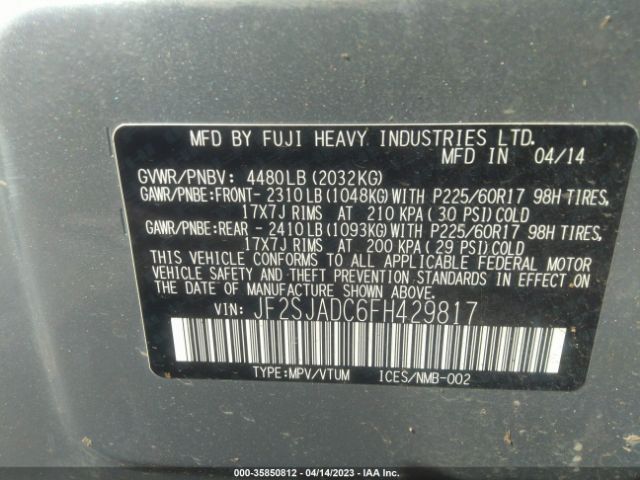 MFD BY FUJI HEAVY INDUSTRIES LTD.
MFD IN 04/14
GVWR/PNBV: 4480LB (2032KG)
GAWR/PNBE:FRONT- 2310 LB (1048KG)WITH P225/60R17 98H TIRES,
17X7J RIMS AT 210 KPA( 30 PSI)COLD
GAWR/PNBE:REAR - 2410 LB (1093KG)WITH P225/60R17 98H TIRES,
17X7J RIMS AT 200 KPA( 29 PSI)COLD
THIS VEHICLE CONFORMS TO ALL APPLICABLE FEDERAL MOTOR
VEHICLE SAFETY AND THEFT PREVENTION STANDARDS IN EFFECT ON
THE DATE OF MANUFACTURE SHOWN ABOVE.
VIN: JF2SJADC6FH429817
TYPE:MPV/VTUM ICES/NMB-002
000-35850812 - 04/14/2023 - IAA Inc.